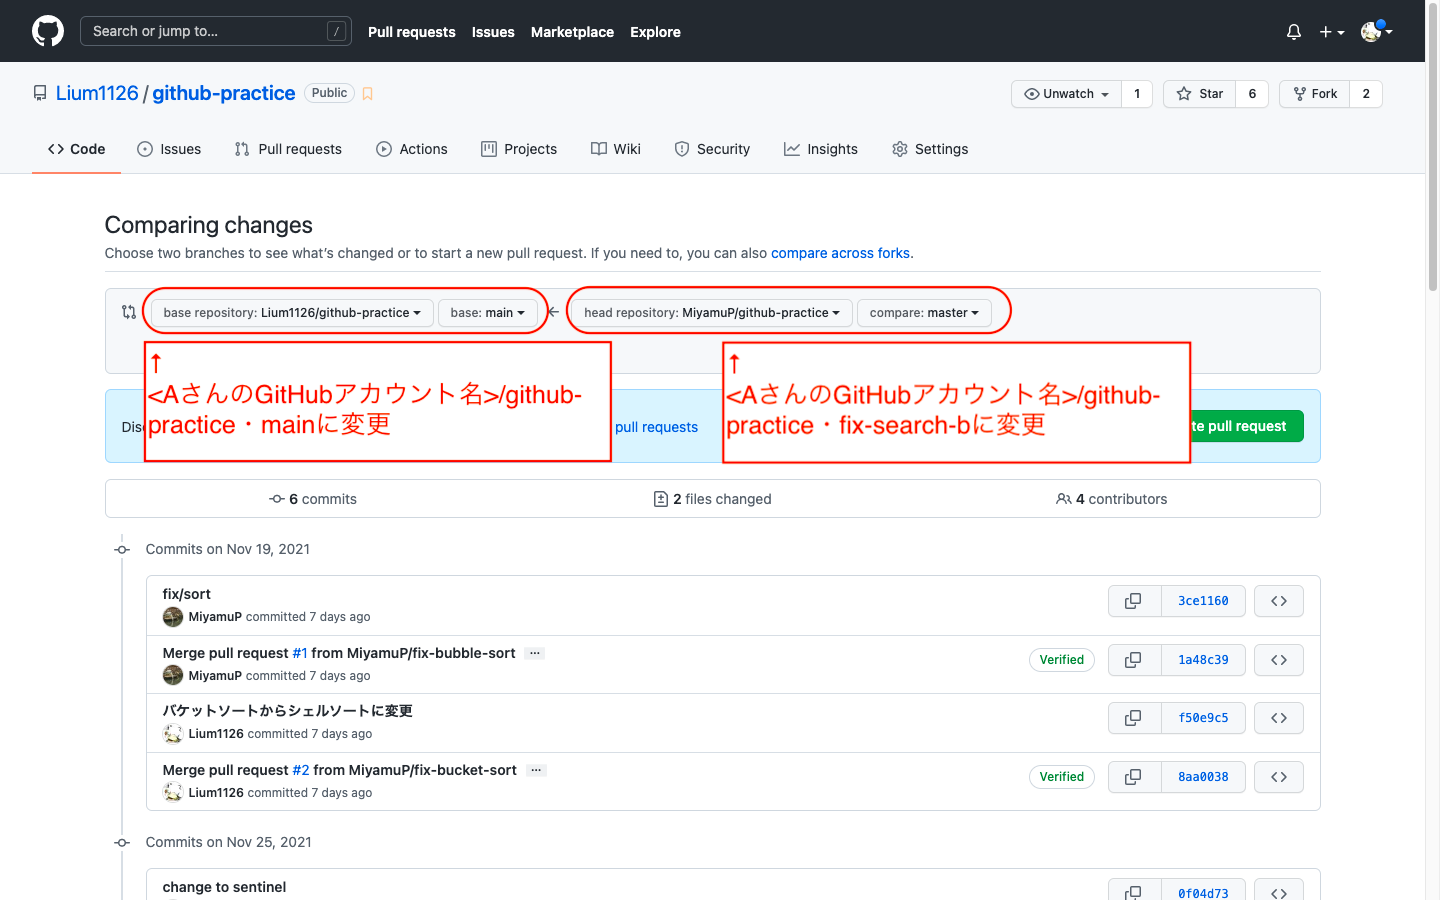 Search or jump to... /
Pull requests Issues Marketplace Explore
Lium1126 / github-practice Public
Unwatch 1 Star 6 Fork 2
Code Issues Pull requests Actions Projects Wiki Security Insights Settings
Comparing changes
Choose two branches to see what's changed or to start a new pull request. If you need to, you can also compare across forks.
base repository: Lium1126/github-practice base: main ← head repository: MiyamuP/github-practice compare: master
↑
<AさんのGitHubアカウント名>/github-
practice・mainに変更
↑
<AさんのGitHubアカウント名>/github-
practice・fix-search-bに変更
pull requests
pull request
6 commits 2 files changed 4 contributors
Commits on Nov 19, 2021
fix/sort
MiyamuP committed 7 days ago
3ce1160
Merge pull request #1 from MiyamuP/fix-bubble-sort ...
MiyamuP committed 7 days ago
Verified 1a48c39
バケットソートからシェルソートに変更
Lium1126 committed 7 days ago
f50e9c5
Merge pull request #2 from MiyamuP/fix-bucket-sort ...
Lium1126 committed 7 days ago
Verified 8aa0038
Commits on Nov 25, 2021
change to sentinel
0f04d73